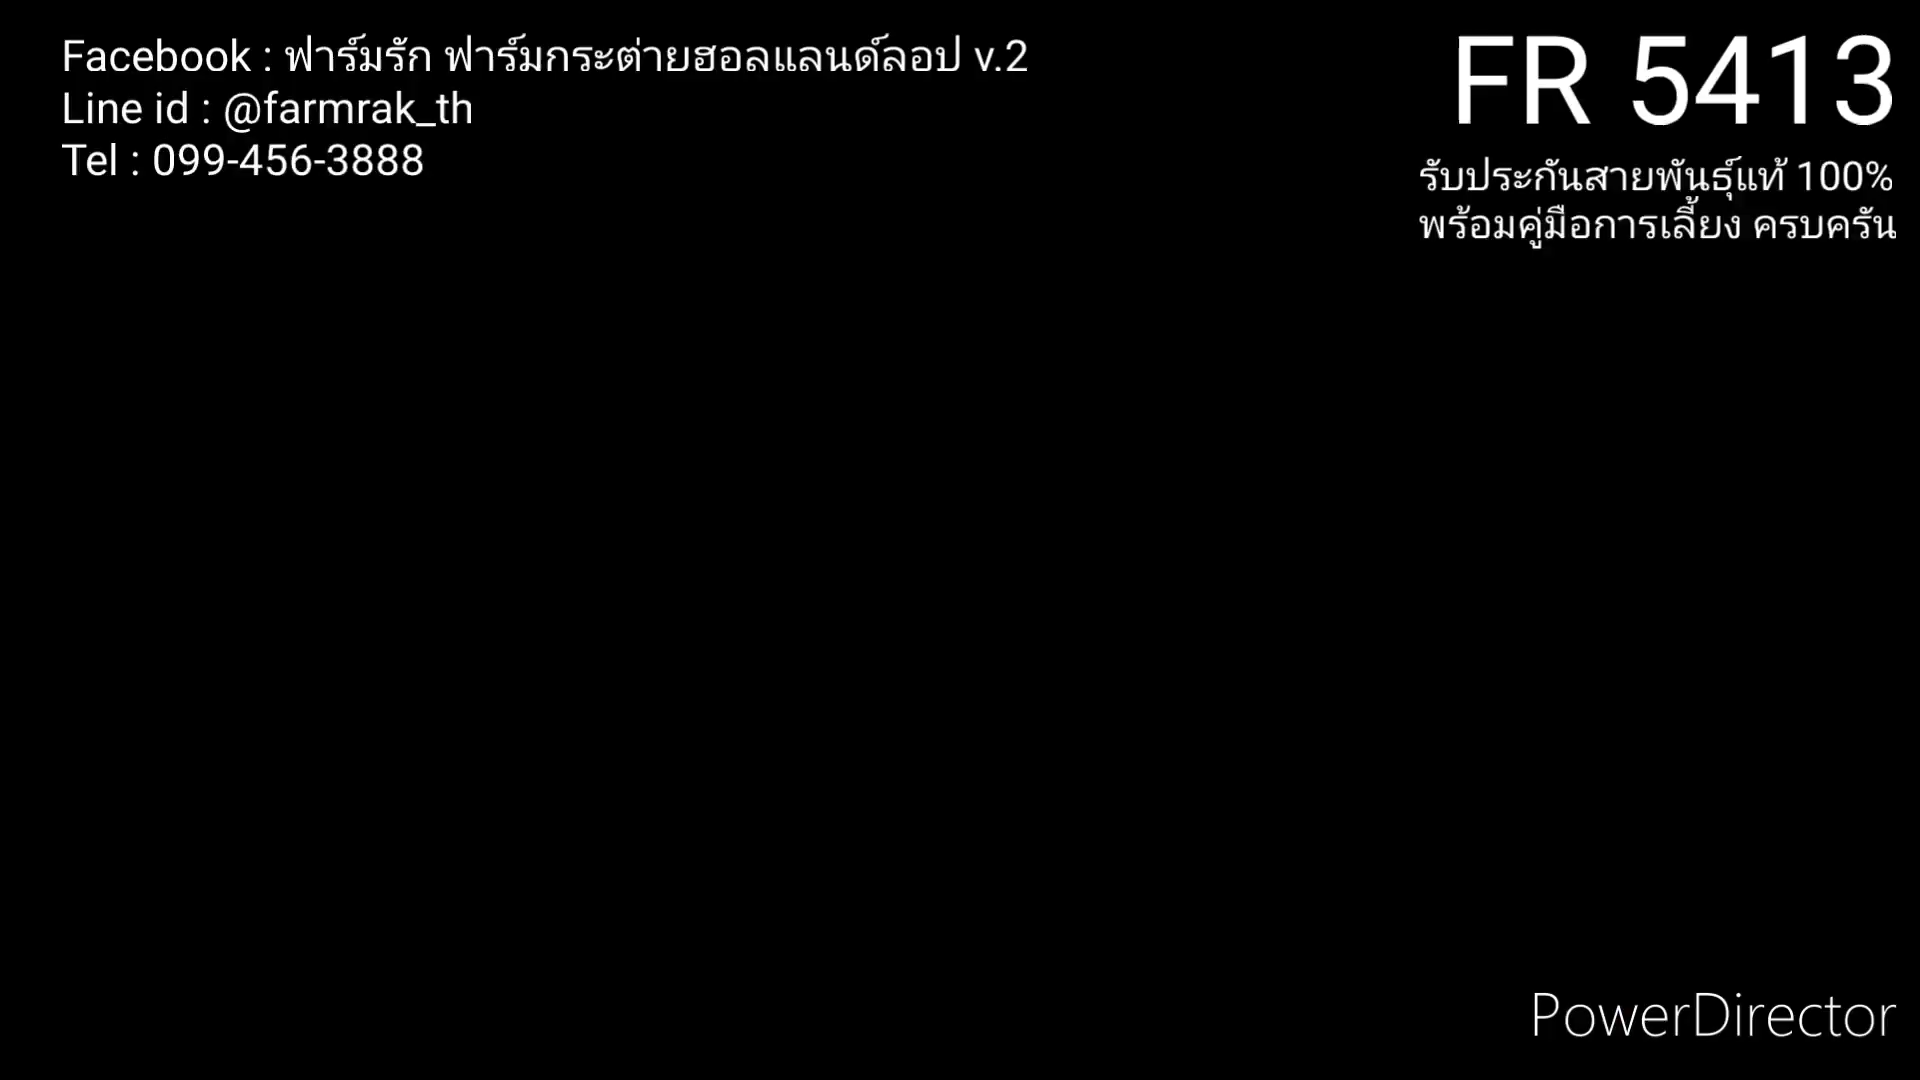 Facebook : ฟาร์มรัก ฟาร์มกระต่ายฮอลแลนด์ลอป v.2
Line id : @farmrak_th
Tel : 099-456-3888
FR 5413
รับประกันสายพันธุ์แท้ 100%
พร้อมคู่มือการเลี้ยง ครบครัน
PowerDirector